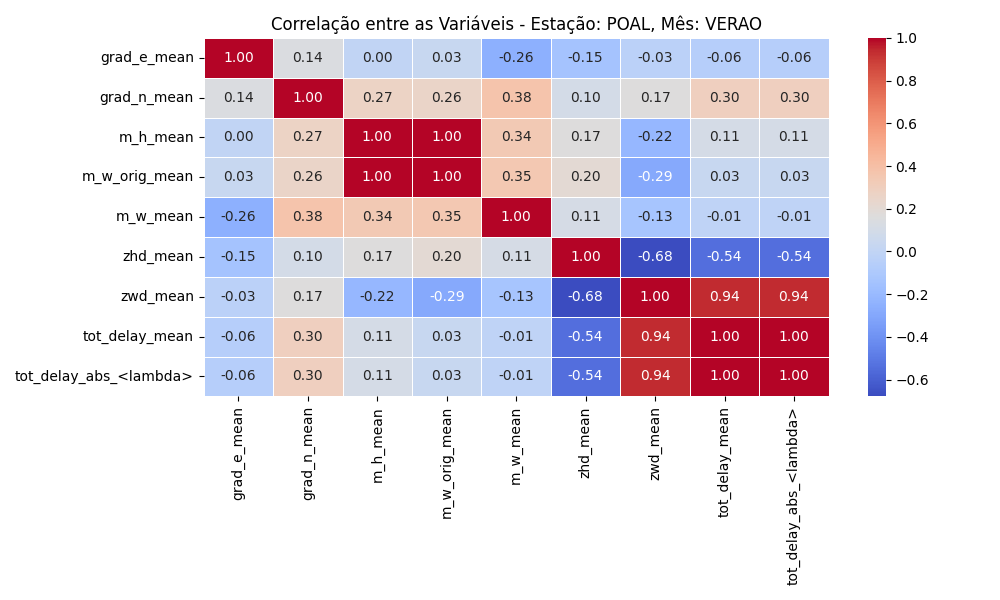 Correlação entre as Variáveis - Estação: POAL, Mês: VERAO
grad_e_mean 1.00 0.14 0.00 0.03 -0.26 -0.15 -0.03 -0.06 -0.06
grad_n_mean 0.14 1.00 0.27 0.26 0.38 0.10 0.17 0.30 0.30
m_h_mean 0.00 0.27 1.00 1.00 0.34 0.17 -0.22 0.11 0.11
m_w_orig_mean 0.03 0.26 1.00 1.00 0.35 0.20 -0.29 0.03 0.03
m_w_mean -0.26 0.38 0.34 0.35 1.00 0.11 -0.13 -0.01 -0.01
zhd_mean -0.15 0.10 0.17 0.20 0.11 1.00 -0.68 -0.54 -0.54
zwd_mean -0.03 0.17 -0.22 -0.29 -0.13 -0.68 1.00 0.94 0.94
tot_delay_mean -0.06 0.30 0.11 0.03 -0.01 -0.54 0.94 1.00 1.00
tot_delay_abs_<lambda> -0.06 0.30 0.11 0.03 -0.01 -0.54 0.94 1.00 1.00
grad_e_mean
grad_n_mean
m_h_mean
m_w_orig_mean
m_w_mean
zhd_mean
zwd_mean
tot_delay_mean
tot_delay_abs_<lambda>
1.0
0.8
0.6
0.4
0.2
0.0
−0.2
−0.4
−0.6